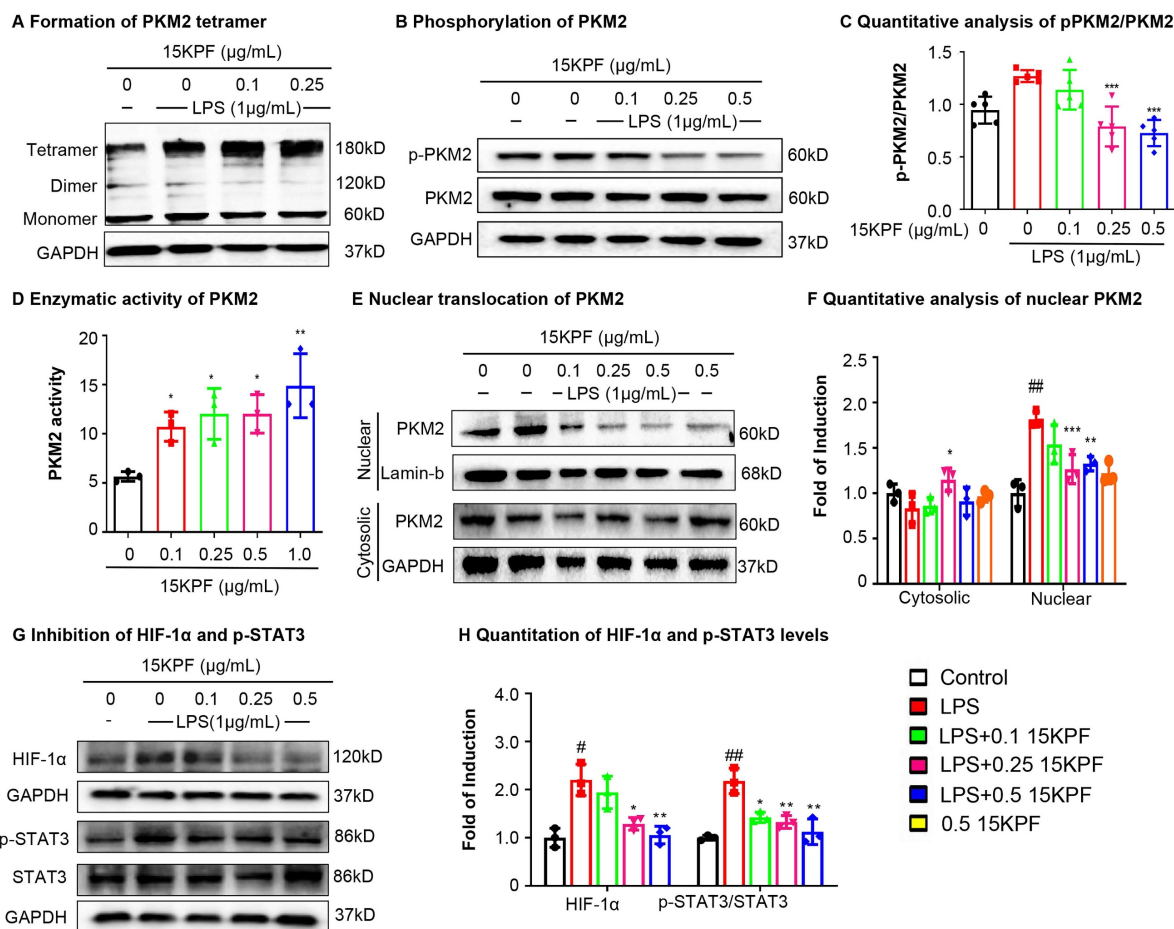 A Formation of PKM2 tetramer
15KPF (µg/mL)
0 0 0.1 0.25
– LPS (1µg/mL)
Tetramer 180kD
Dimer 120kD
Monomer 60kD
GAPDH 37kD
B Phosphorylation of PKM2
15KPF (µg/mL)
0 0 0.1 0.25 0.5
– – LPS (1µg/mL)
p-PKM2 60kD
PKM2 60kD
GAPDH 37kD
C Quantitative analysis of pPKM2/PKM2
p-PKM2/PKM2
1.5
1.0
0.5
0.0
*** ***
15KPF (µg/mL) 0 0 0.1 0.25 0.5
LPS (1µg/mL)
D Enzymatic activity of PKM2
PKM2 activity
20
15
10
5
0
* * * **
0 0.1 0.25 0.5 1.0
15KPF (µg/mL)
E Nuclear translocation of PKM2
15KPF (µg/mL)
0 0 0.1 0.25 0.5 0.5
– – – LPS (1µg/mL) – –
Nuclear
PKM2 60kD
Lamin-b 68kD
Cytosolic
PKM2 60kD
GAPDH 37kD
F Quantitative analysis of nuclear PKM2
Fold of Induction
2.5
2.0
1.5
1.0
0.5
0
* ## *** **
Cytosolic Nuclear
G Inhibition of HIF-1α and p-STAT3
15KPF (µg/mL)
0 0 0.1 0.25 0.5
- LPS(1µg/mL)
HIF-1α 120kD
GAPDH 37kD
p-STAT3 86kD
STAT3 86kD
GAPDH 37kD
H Quantitation of HIF-1α and p-STAT3 levels
Fold of Induction
4.0
3.0
2.0
1.0
0
# * ** ## * ** **
HIF-1α p-STAT3/STAT3
Control
LPS
LPS+0.1 15KPF
LPS+0.25 15KPF
LPS+0.5 15KPF
0.5 15KPF